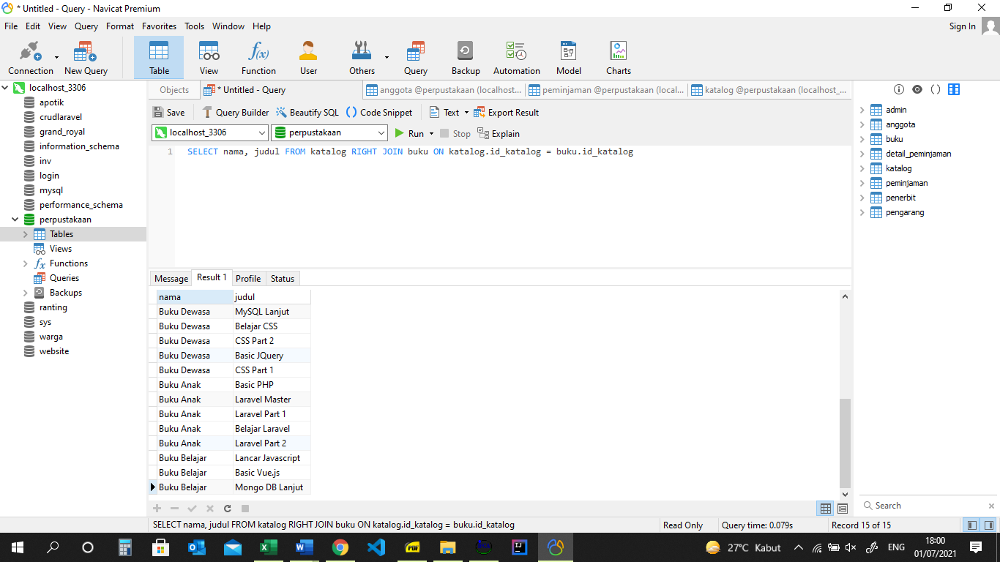 * Untitled - Query - Navicat Premium
File Edit View Query Format Favorites Tools Window Help
Sign In
Connection New Query Table View Function User Others Query Backup Automation Model Charts
localhost_3306
apotik
crudlaravel
grand_royal
information_schema
inv
login
mysql
performance_schema
perpustakaan
Tables
Views
Functions
Queries
Backups
ranting
sys
warga
website
Objects * Untitled - Query anggota @perpustakaan (localhost... peminjaman @perpustakaan (local... katalog @perpustakaan (localhost_...
Save Query Builder Beautify SQL Code Snippet Text Export Result
localhost_3306 perpustakaan Run Stop Explain
1 SELECT nama, judul FROM katalog RIGHT JOIN buku ON katalog.id_katalog = buku.id_katalog
Message Result 1 Profile Status
nama judul
Buku Dewasa MySQL Lanjut
Buku Dewasa Belajar CSS
Buku Dewasa CSS Part 2
Buku Dewasa Basic JQuery
Buku Dewasa CSS Part 1
Buku Anak Basic PHP
Buku Anak Laravel Master
Buku Anak Laravel Part 1
Buku Anak Belajar Laravel
Buku Anak Laravel Part 2
Buku Belajar Lancar Javascript
Buku Belajar Basic Vue.js
Buku Belajar Mongo DB Lanjut
admin
anggota
buku
detail_peminjaman
katalog
peminjaman
penerbit
pengarang
Search
SELECT nama, judul FROM katalog RIGHT JOIN buku ON katalog.id_katalog = buku.id_katalog Read Only Query time: 0.079s Record 15 of 15
27°C Kabut ENG 18:00
01/07/2021